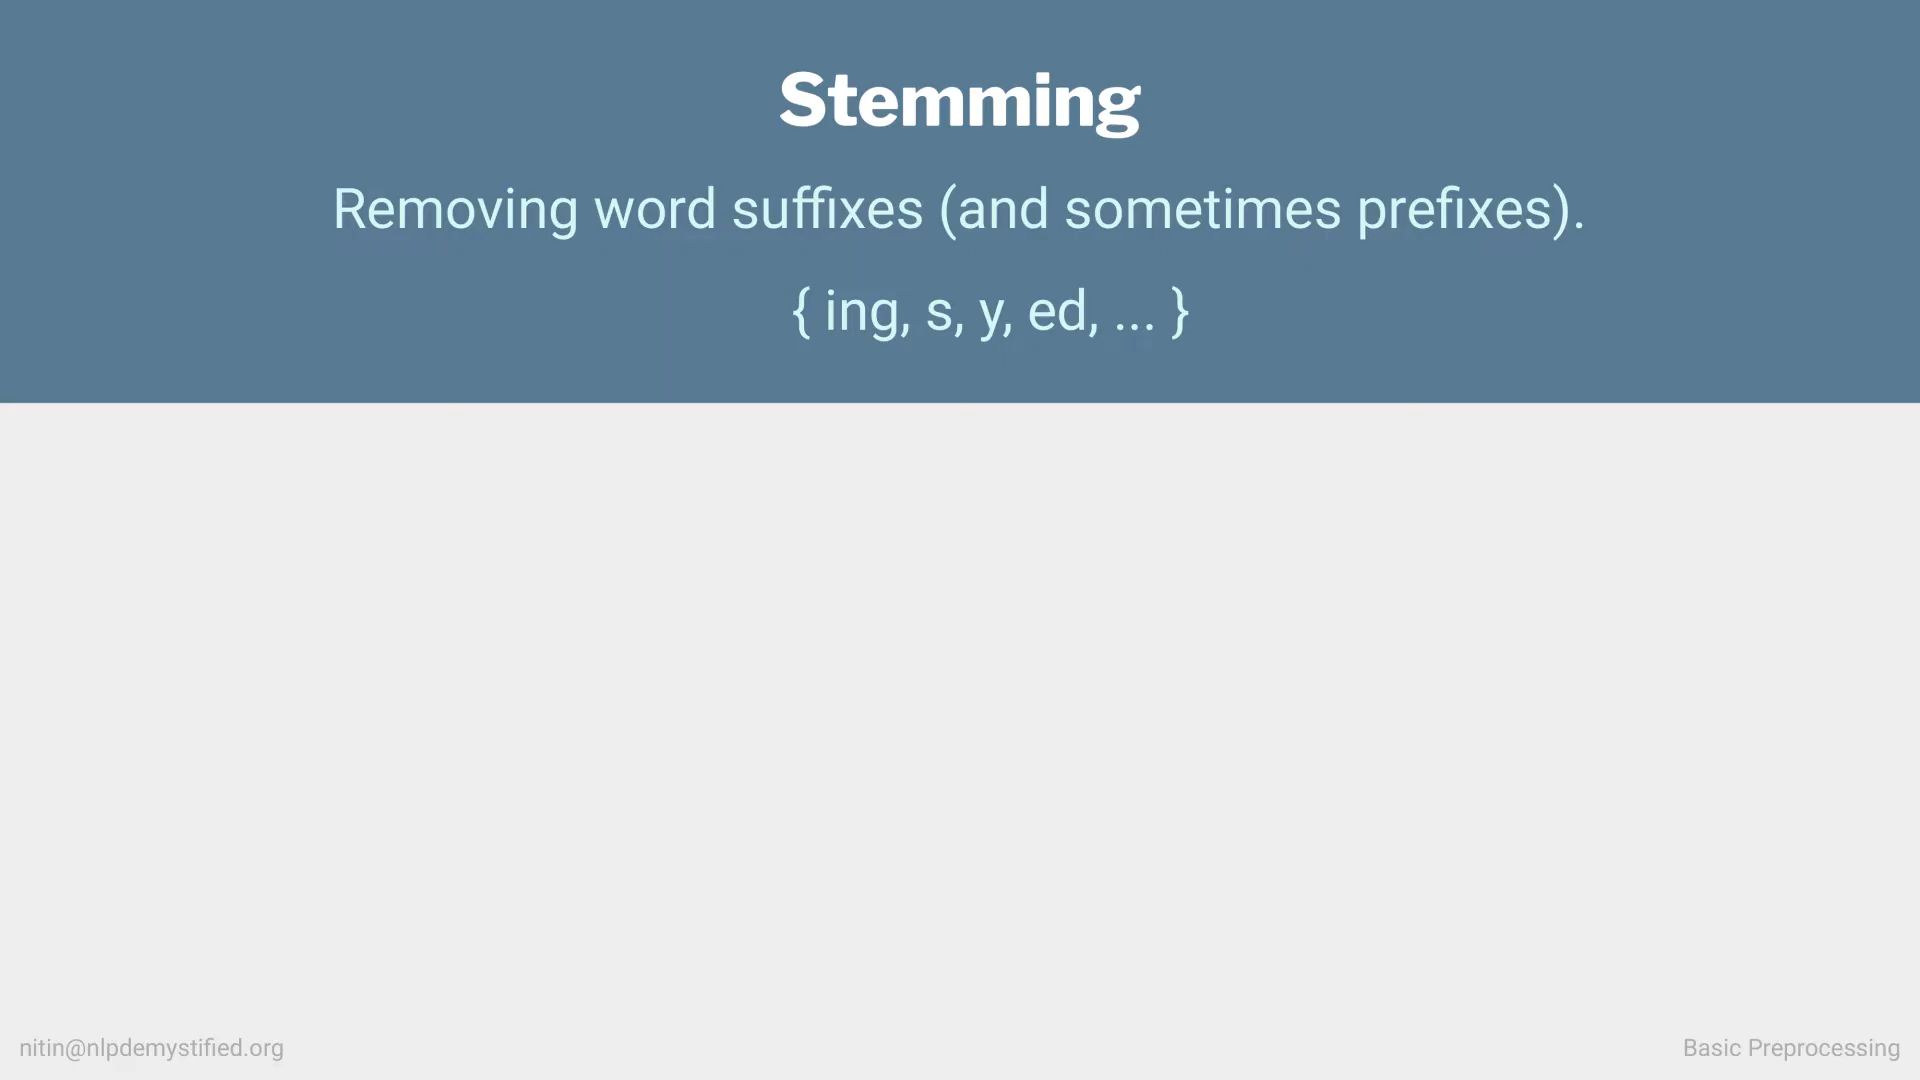 Stemming
Removing word suffixes (and sometimes prefixes).
{ ing, s, y, ed, ... }
nitin@nlpdemystified.org
Basic Preprocessing